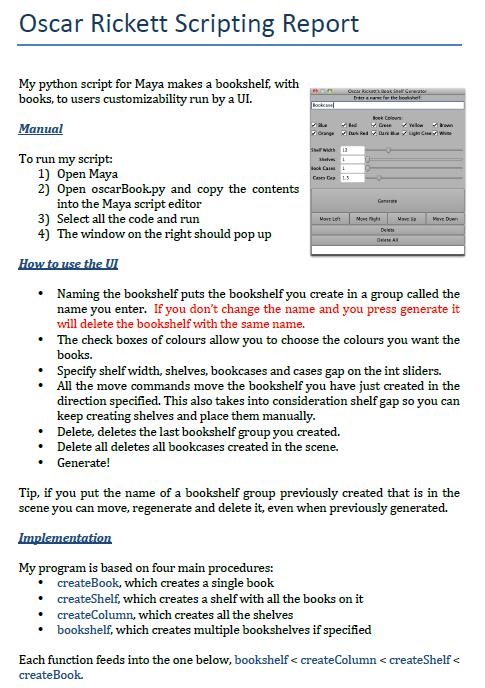 Oscar Rickett Scripting Report
My python script for Maya makes a bookshelf, with
books, to users customizability run by a UI.
Manual
To run my script:
1) Open Maya
2) Open oscarBook.py and copy the contents
into the Maya script editor
3) Select all the code and run
4) The window on the right should pop up
Oscar Rickett's Book Shelf Generator
Enter a name for the bookshelf:
Bookcase
Book Colours:
Blue Red Green Yellow Brown
Orange Dark Red Dark Blue Light Green White
Shelf Width 12
Shelves 1
Book Cases 1
Cases Gap 1.5
Generate
Move Left Move Right Move Up Move Down
Delete
Delete All
How to use the UI
• Naming the bookshelf puts the bookshelf you create in a group called the
name you enter. If you don't change the name and you press generate it
will delete the bookshelf with the same name.
• The check boxes of colours allow you to choose the colours you want the
books.
• Specify shelf width, shelves, bookcases and cases gap on the int sliders.
• All the move commands move the bookshelf you have just created in the
direction specified. This also takes into consideration shelf gap so you can
keep creating shelves and place them manually.
• Delete, deletes the last bookshelf group you created.
• Delete all deletes all bookcases created in the scene.
• Generate!
Tip, if you put the name of a bookshelf group previously created that is in the
scene you can move, regenerate and delete it, even when previously generated.
Implementation
My program is based on four main procedures:
• createBook, which creates a single book
• createShelf, which creates a shelf with all the books on it
• createColumn, which creates all the shelves
• bookshelf, which creates multiple bookshelves if specified
Each function feeds into the one below, bookshelf < createColumn < createShelf <
createBook.